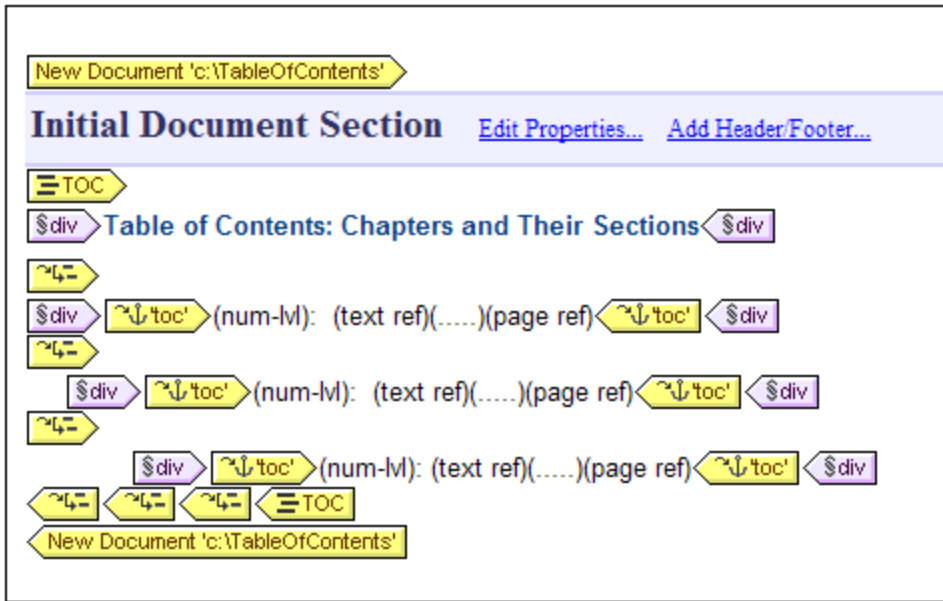 New Document 'c:\TableOfContents'
Initial Document Section Edit Properties... Add Header/Footer...
TOC
§div Table of Contents: Chapters and Their Sections §div
§div 'toc' (num-lvl): (text ref)(.....)(page ref) 'toc' §div
§div 'toc' (num-lvl): (text ref)(.....)(page ref) 'toc' §div
§div 'toc' (num-lvl): (text ref)(.....)(page ref) 'toc' §div
TOC
New Document 'c:\TableOfContents'